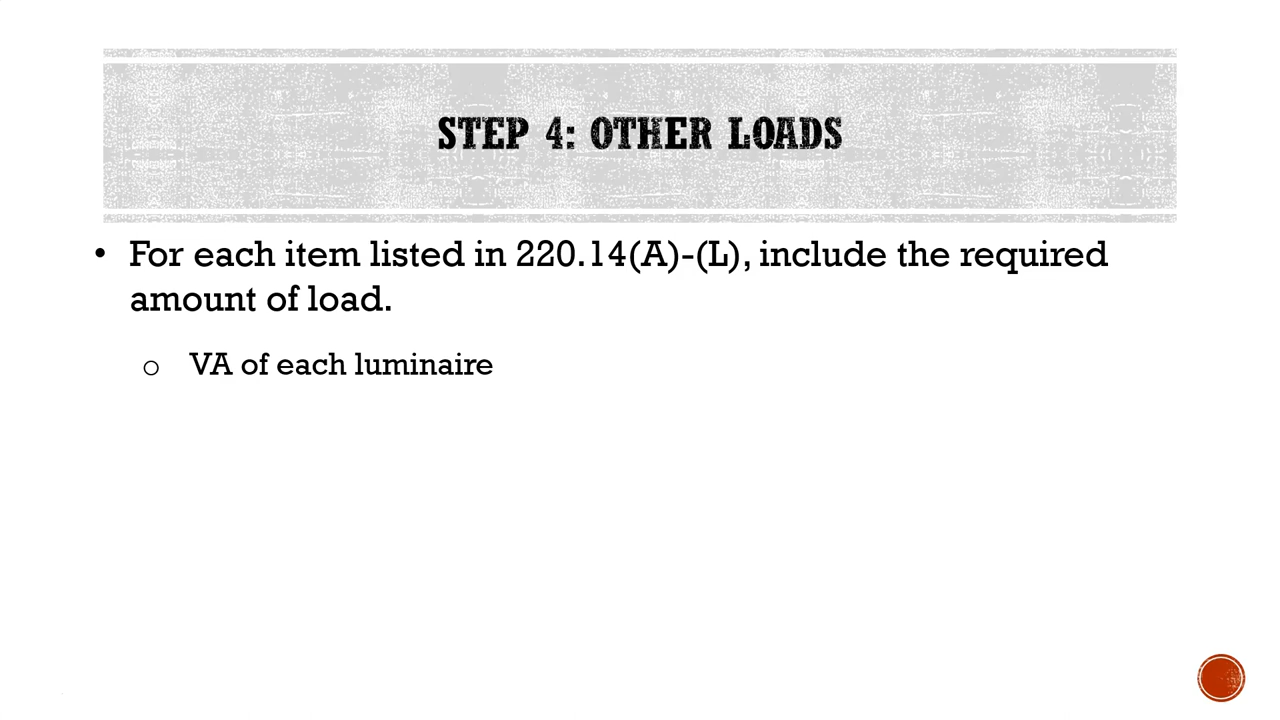 STEP 4: OTHER LOADS
• For each item listed in 220.14(A)-(L), include the required
amount of load.
o VA of each luminaire